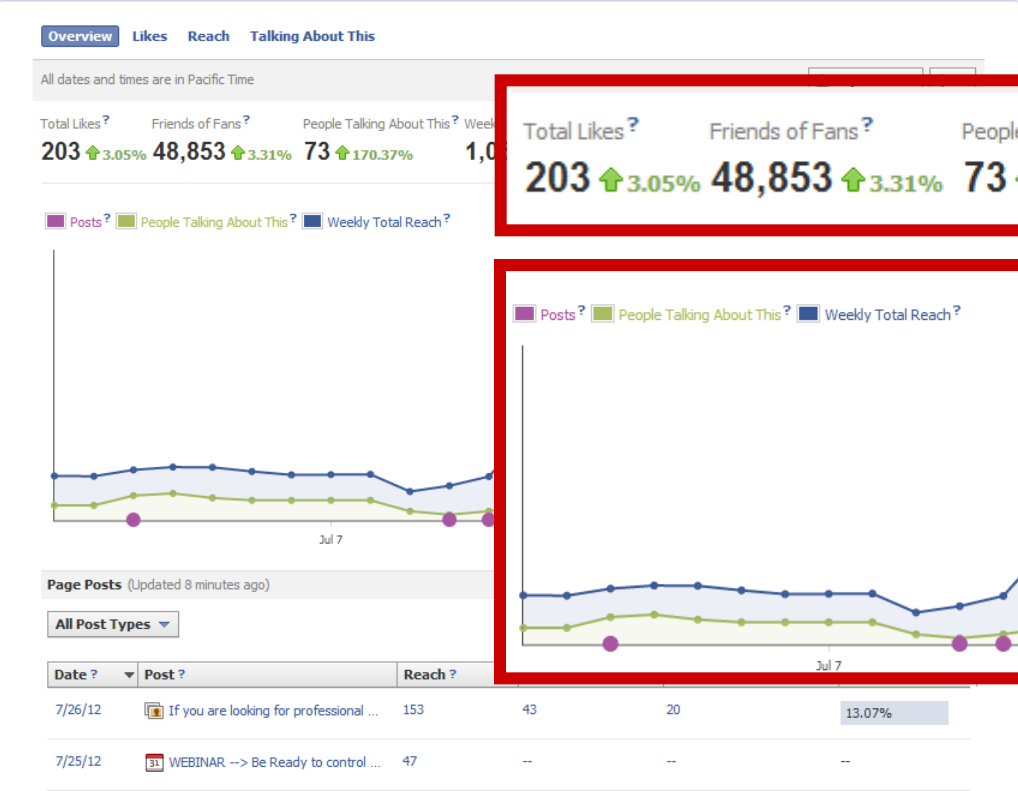 Overview Likes Reach Talking About This
All dates and times are in Pacific Time
Total Likes? Friends of Fans? People Talking About This?
203 3.05% 48,853 3.31% 73 170.37%
Total Likes? Friends of Fans?
203 3.05% 48,853 3.31% 73
Posts? People Talking About This? Weekly Total Reach?
Jul 7
Posts? People Talking About This? Weekly Total Reach?
Jul 7
Page Posts (Updated 8 minutes ago)
All Post Types
Date? Post? Reach?
7/26/12 If you are looking for professional ... 153 43 20 13.07%
7/25/12 31 WEBINAR --> Be Ready to control ... 47 -- -- --